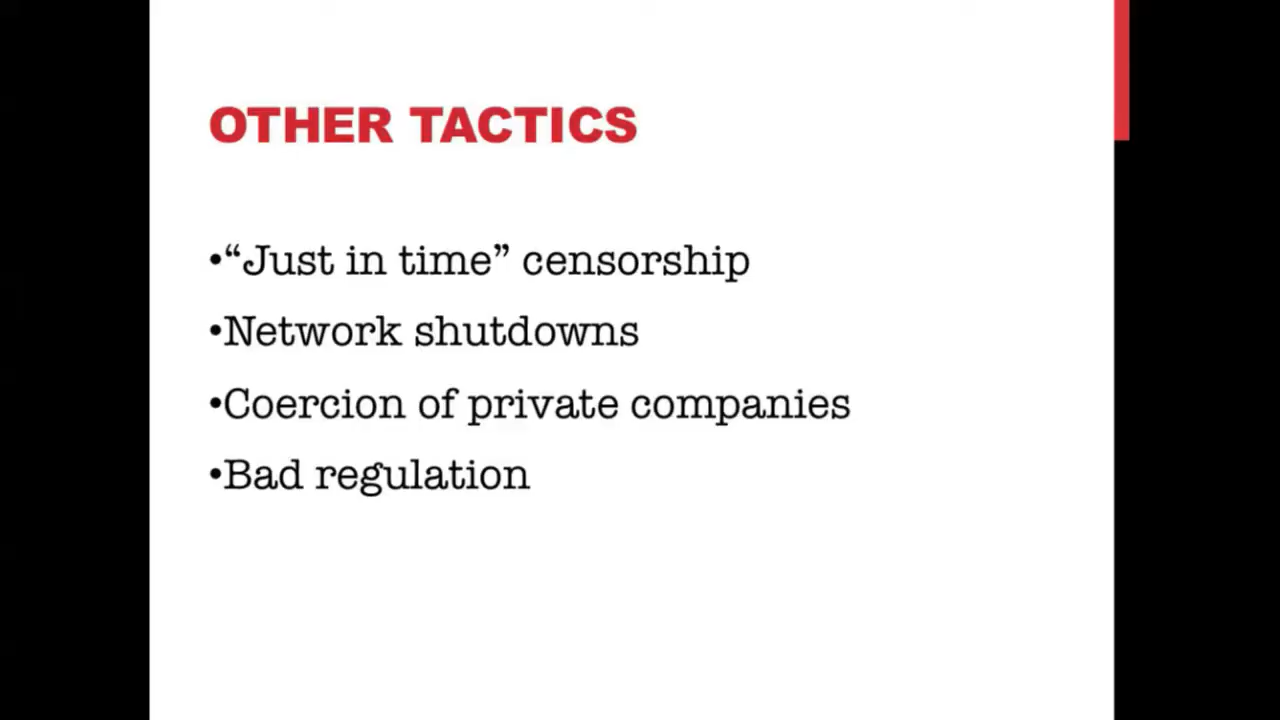 OTHER TACTICS
•“Just in time” censorship
•Network shutdowns
•Coercion of private companies
•Bad regulation